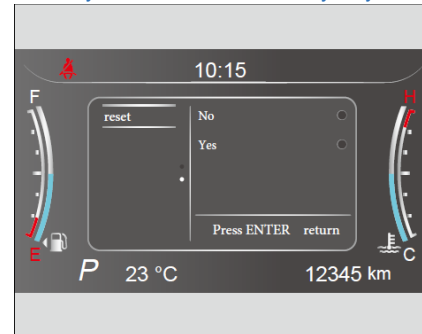 10:15
F
H
reset
No
Yes
Press ENTER return
E
C
P 23 °C 12345 km